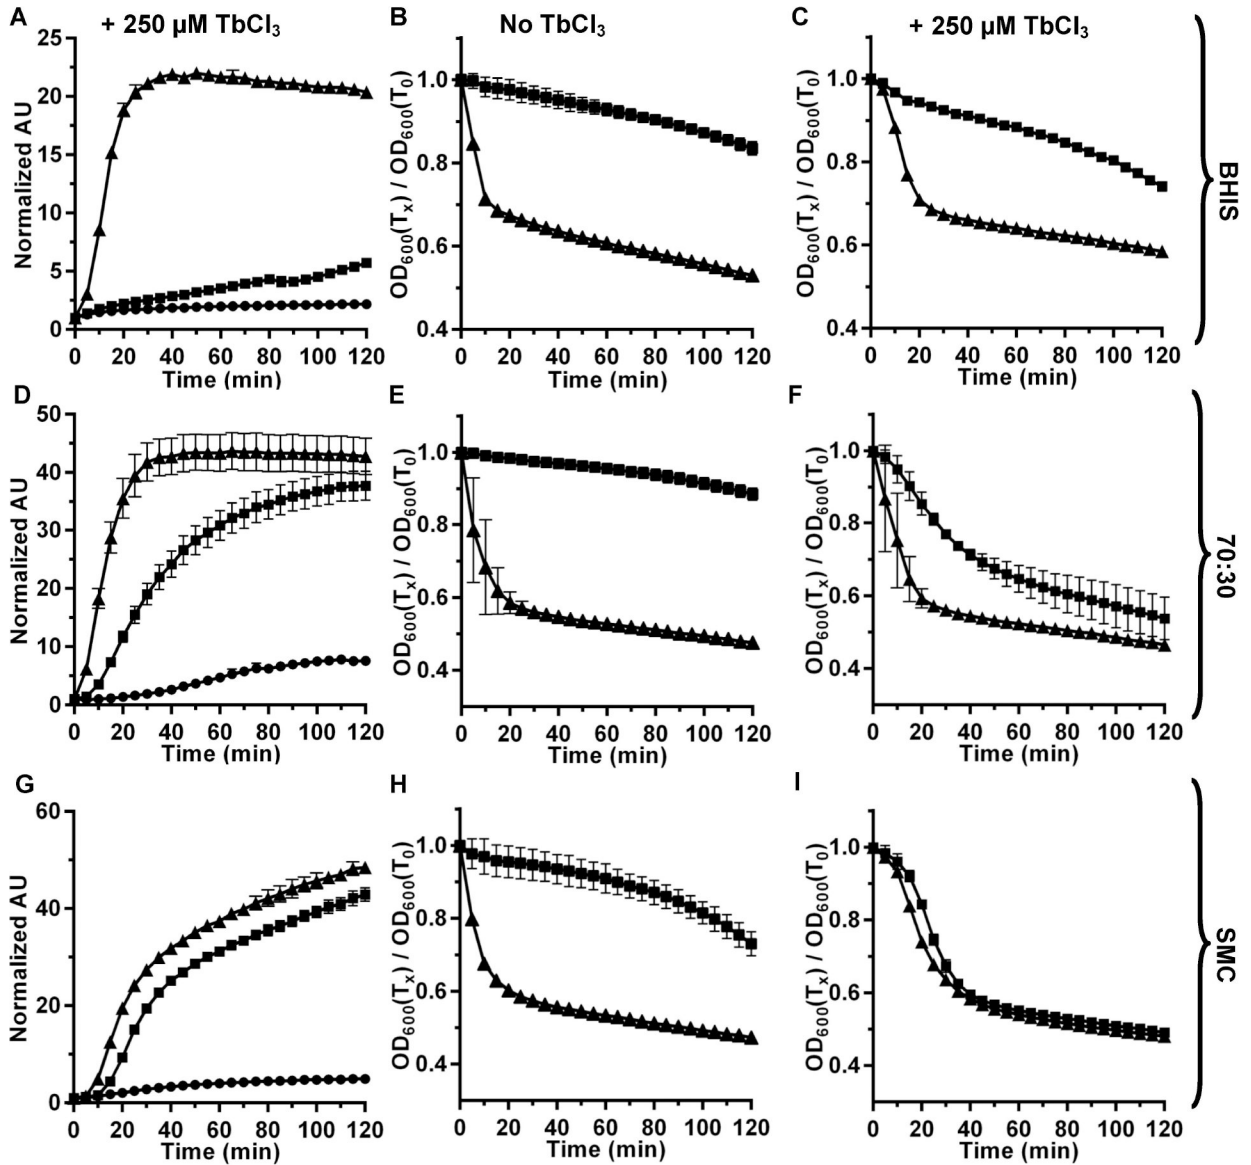 A + 250 µM TbCl₃
B No TbCl₃
C + 250 µM TbCl₃
Normalized AU
25
20
15
10
5
0
0 20 40 60 80 100 120
Time (min)
OD₆₀₀(Tₓ) / OD₆₀₀(T₀)
1.0
0.8
0.6
0.4
0 20 40 60 80 100 120
Time (min)
OD₆₀₀(Tₓ) / OD₆₀₀(T₀)
1.0
0.8
0.6
0.4
0 20 40 60 80 100 120
Time (min)
BHIS
D
Normalized AU
50
40
30
20
10
0
0 20 40 60 80 100 120
Time (min)
E
OD₆₀₀(Tₓ) / OD₆₀₀(T₀)
1.0
0.8
0.6
0.4
0 20 40 60 80 100 120
Time (min)
F
OD₆₀₀(Tₓ) / OD₆₀₀(T₀)
1.0
0.8
0.6
0.4
0 20 40 60 80 100 120
Time (min)
70:30
G
Normalized AU
60
40
20
0
0 20 40 60 80 100 120
Time (min)
H
OD₆₀₀(Tₓ) / OD₆₀₀(T₀)
1.0
0.8
0.6
0.4
0 20 40 60 80 100 120
Time (min)
I
OD₆₀₀(Tₓ) / OD₆₀₀(T₀)
1.0
0.8
0.6
0.4
0 20 40 60 80 100 120
Time (min)
SMC